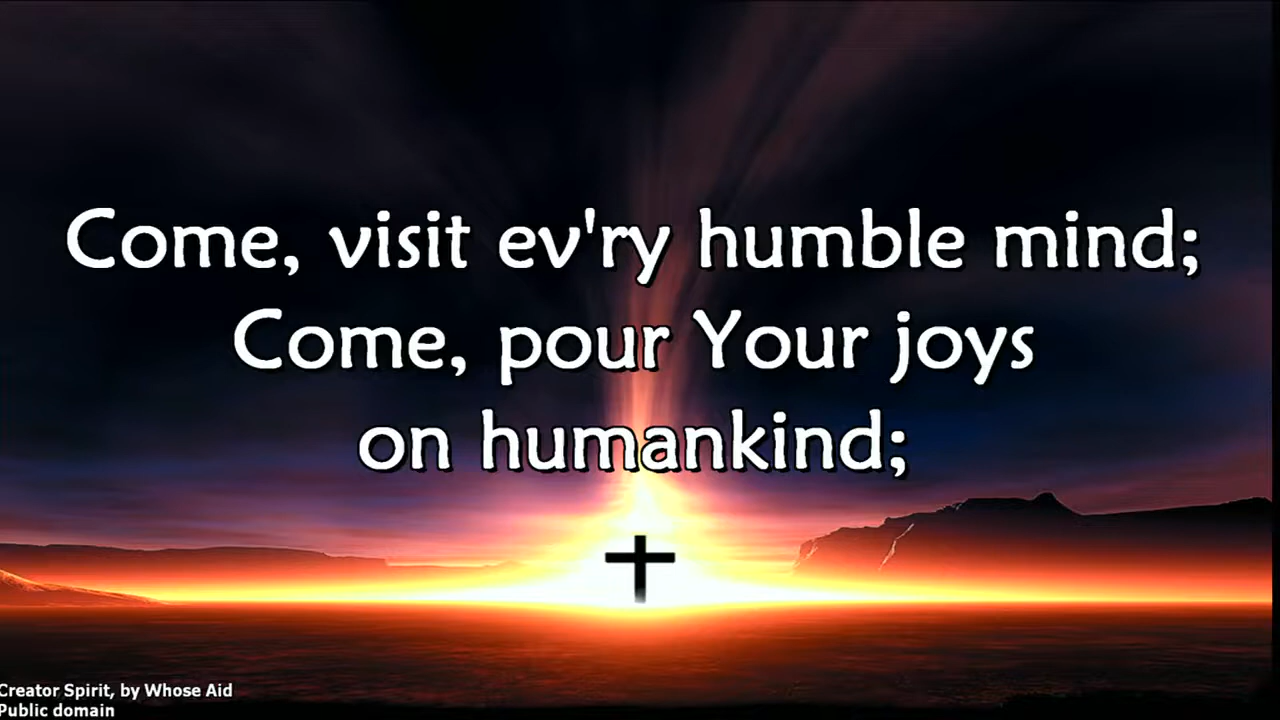 Come, visit ev'ry humble mind;
Come, pour Your joys
on humankind;
Creator Spirit, by Whose Aid
Public domain